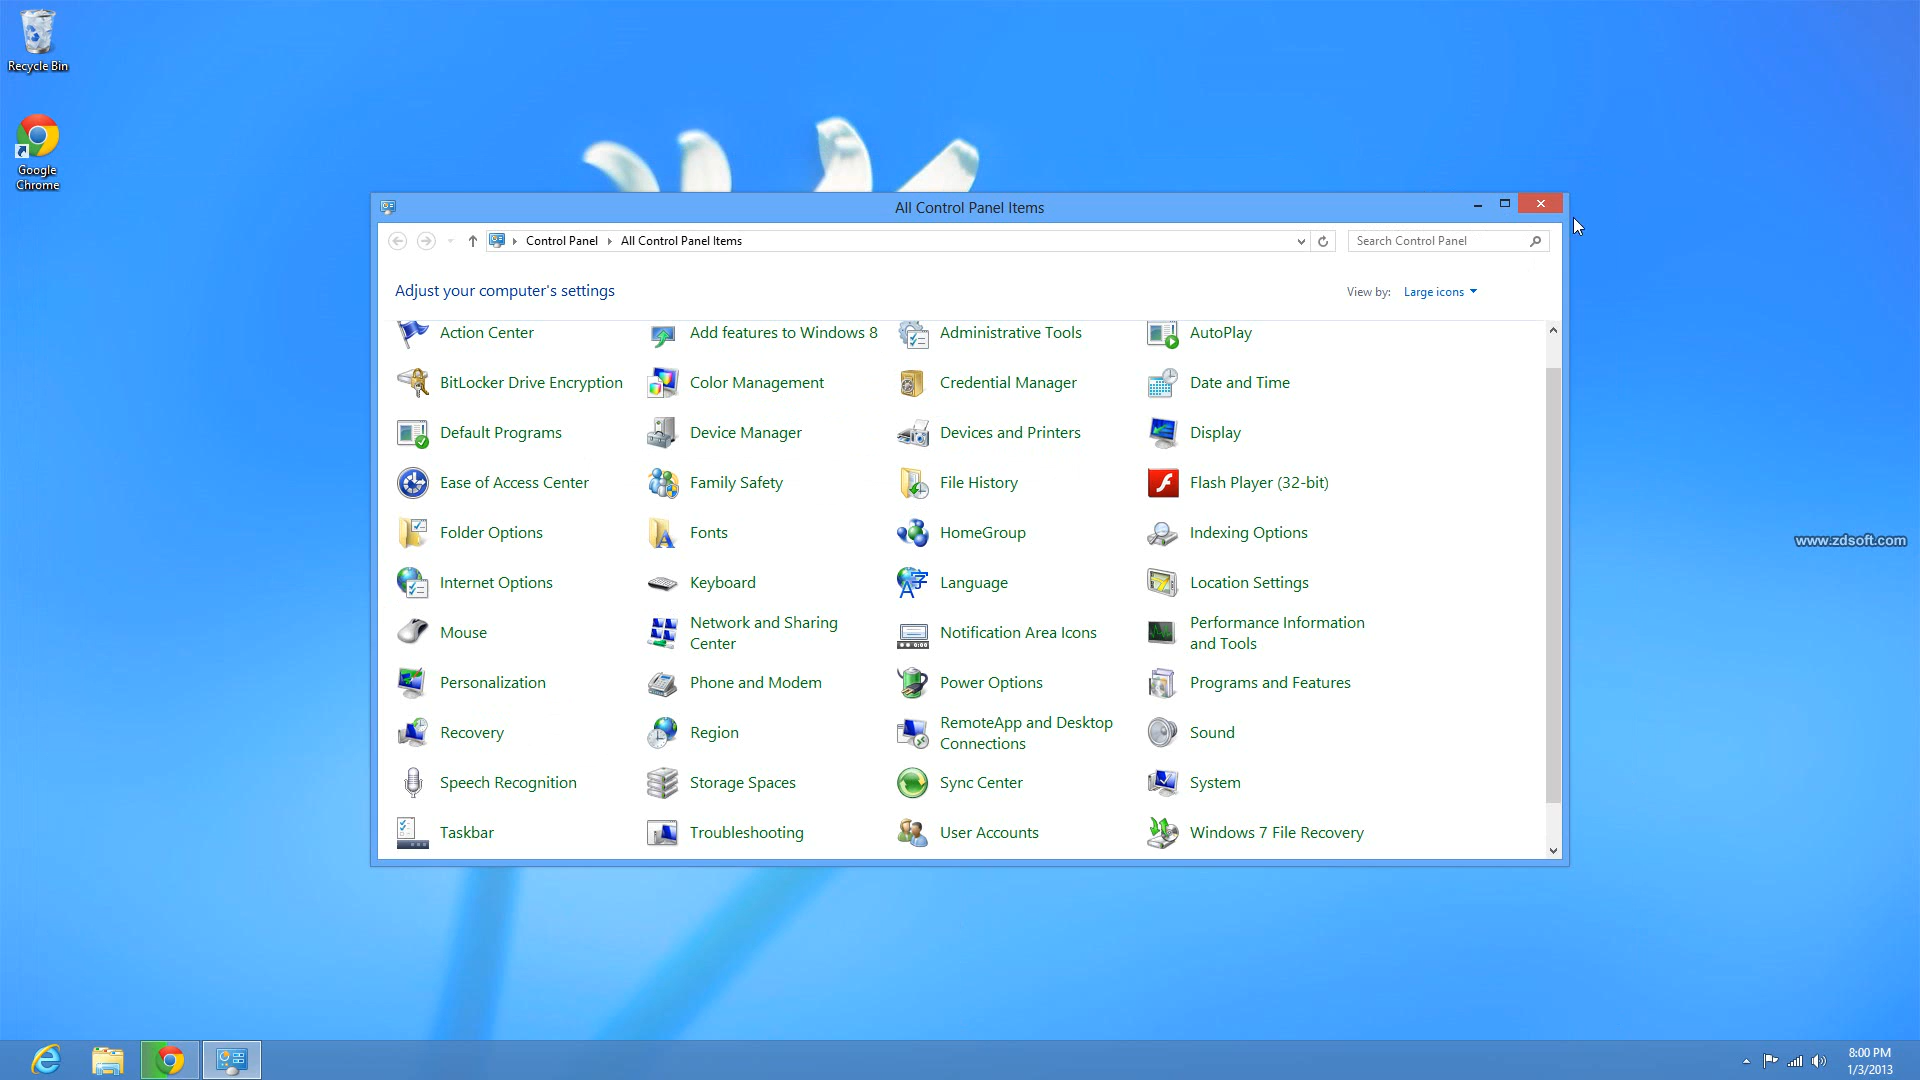 Recycle Bin
Google
Chrome
All Control Panel Items
Control Panel
All Control Panel Items
Search Control Panel
Adjust your computer's settings
View by:
Large icons
Action Center
Add features to Windows 8
Administrative Tools
AutoPlay
BitLocker Drive Encryption
Color Management
Credential Manager
Date and Time
Default Programs
Device Manager
Devices and Printers
Display
Ease of Access Center
Family Safety
File History
Flash Player (32-bit)
Folder Options
Fonts
HomeGroup
Indexing Options
Internet Options
Keyboard
Language
Location Settings
Mouse
Network and Sharing
Center
Notification Area Icons
Performance Information
and Tools
Personalization
Phone and Modem
Power Options
Programs and Features
Recovery
Region
RemoteApp and Desktop
Connections
Sound
Speech Recognition
Storage Spaces
Sync Center
System
Taskbar
Troubleshooting
User Accounts
Windows 7 File Recovery
www.zdsoft.com
8:00 PM
1/3/2013